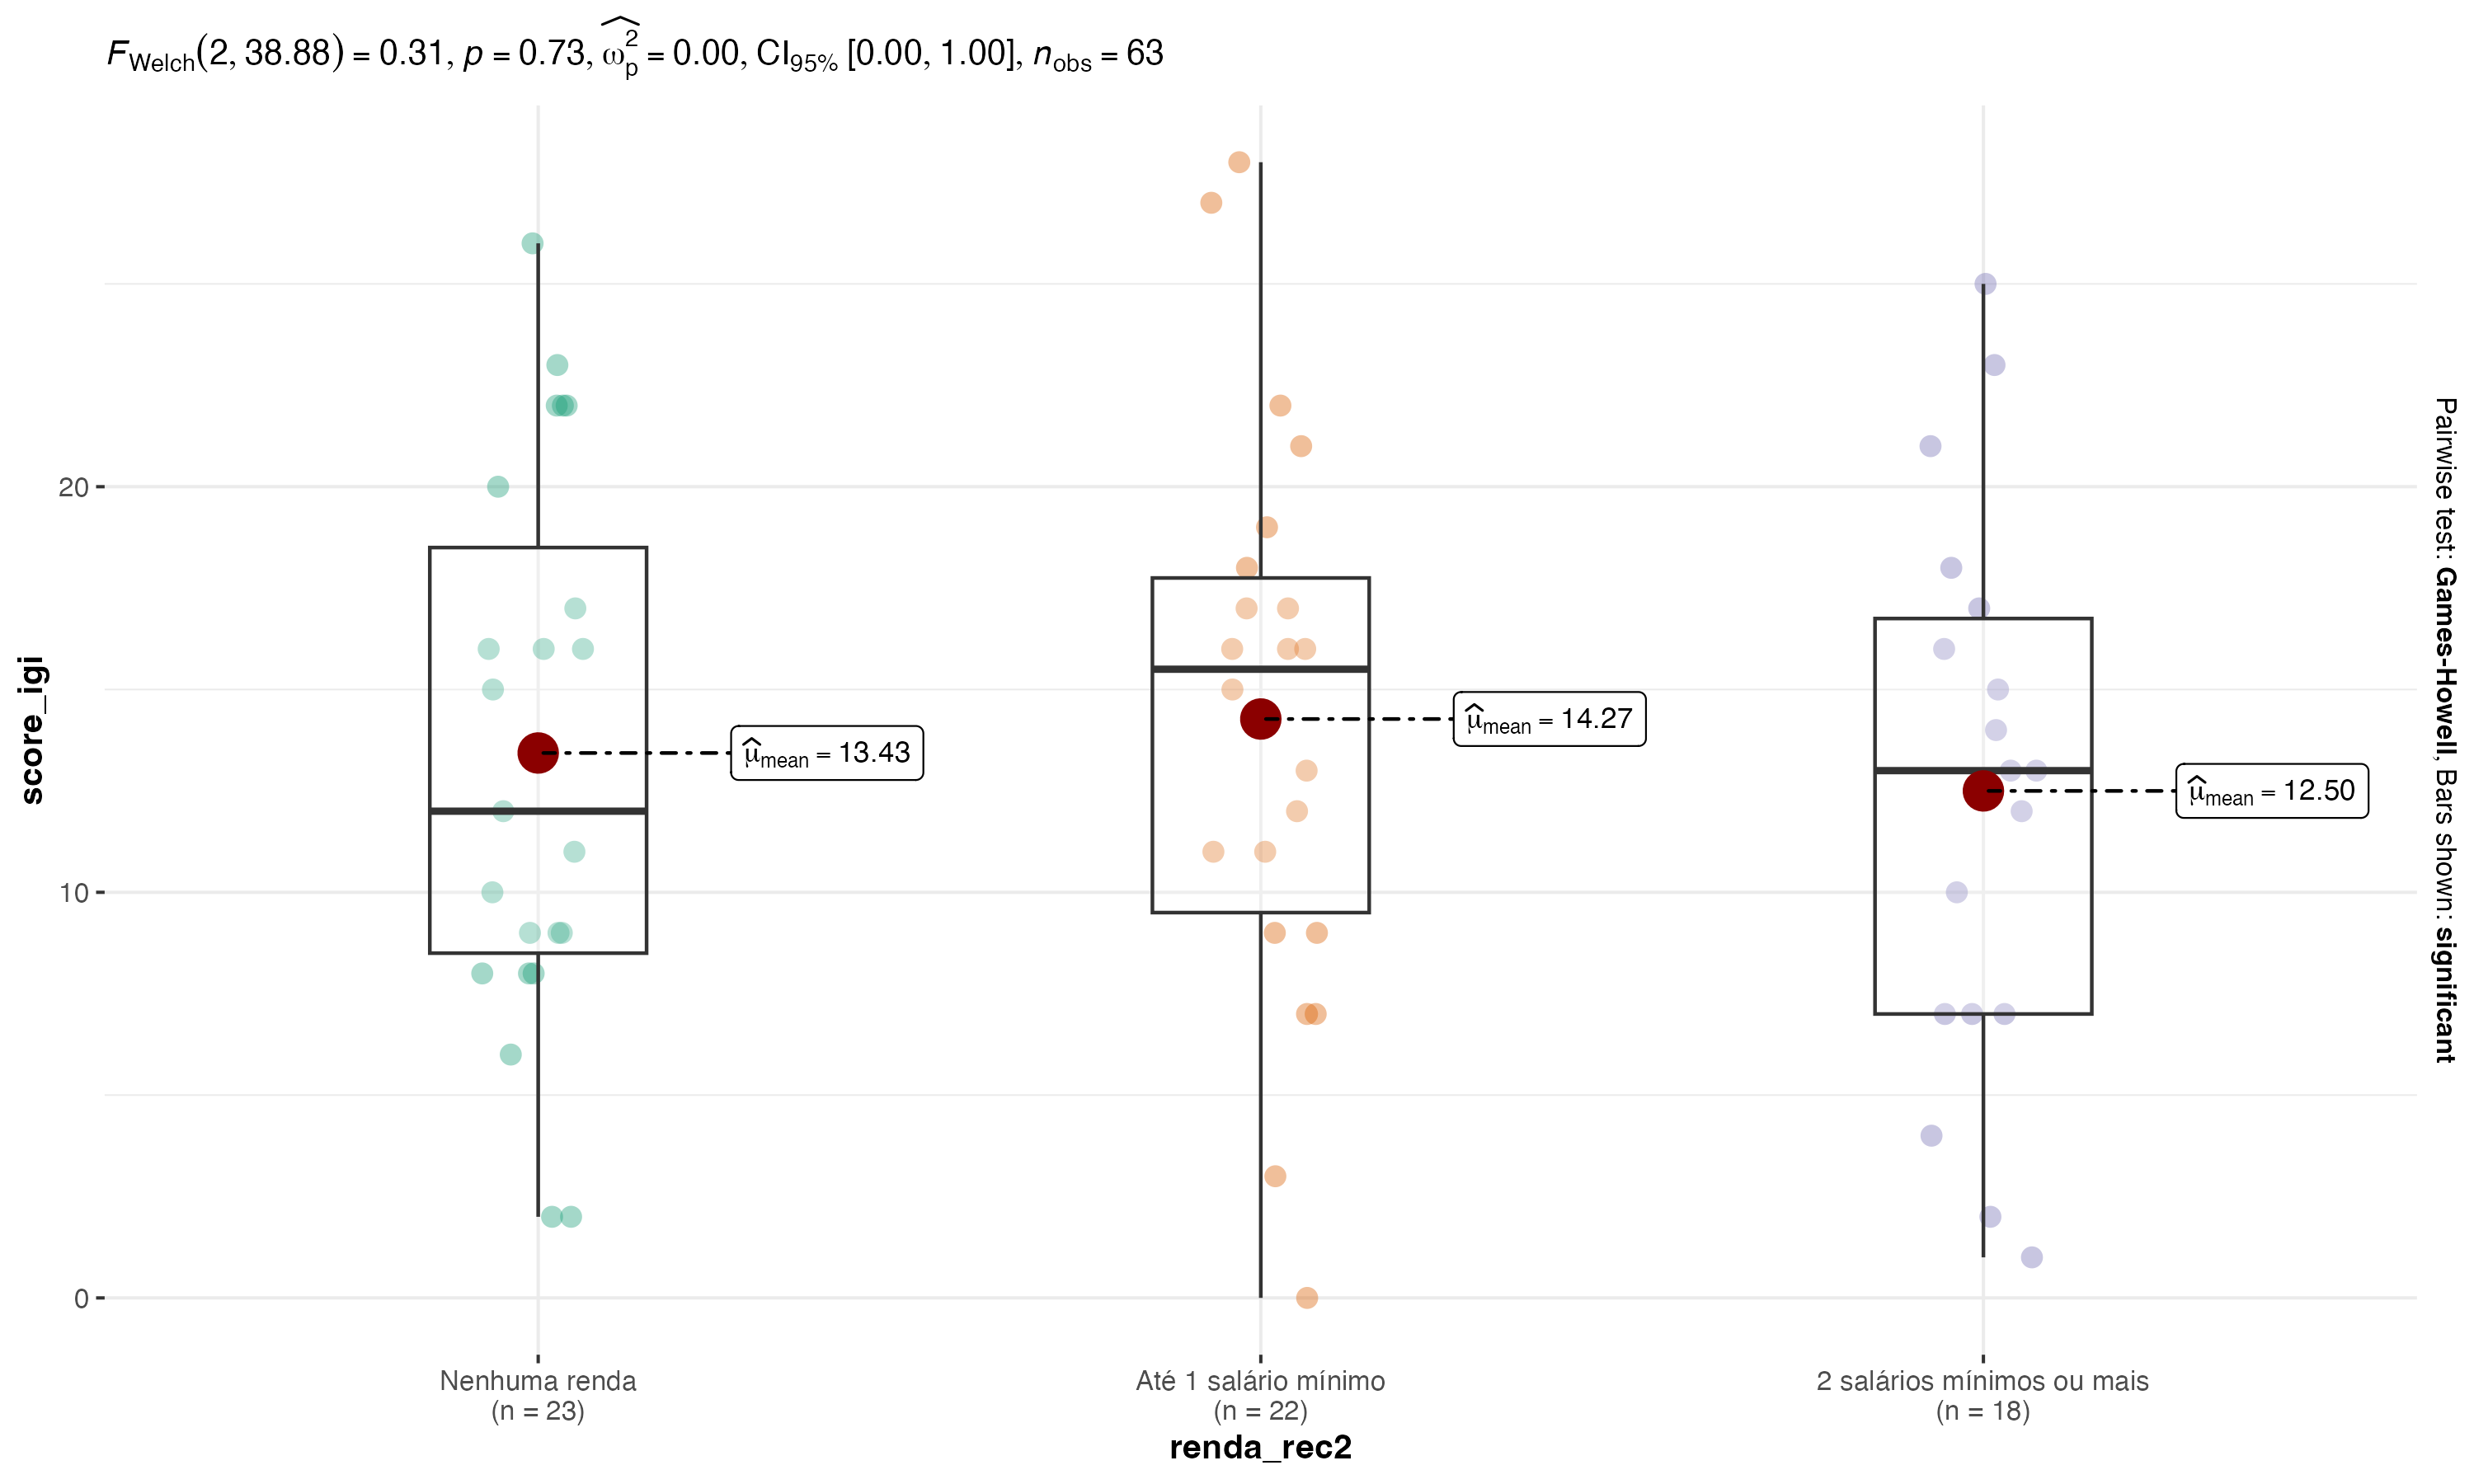 F_Welch(2, 38.88) = 0.31, p = 0.73, ω̂²_p = 0.00, CI_95% [0.00, 1.00], n_obs = 63
score_igi
20
10
0
μ̂_mean = 13.43
μ̂_mean = 14.27
μ̂_mean = 12.50
Pairwise test: Games-Howell, Bars shown: significant
Nenhuma renda
(n = 23)
Até 1 salário mínimo
(n = 22)
2 salários mínimos ou mais
(n = 18)
renda_rec2